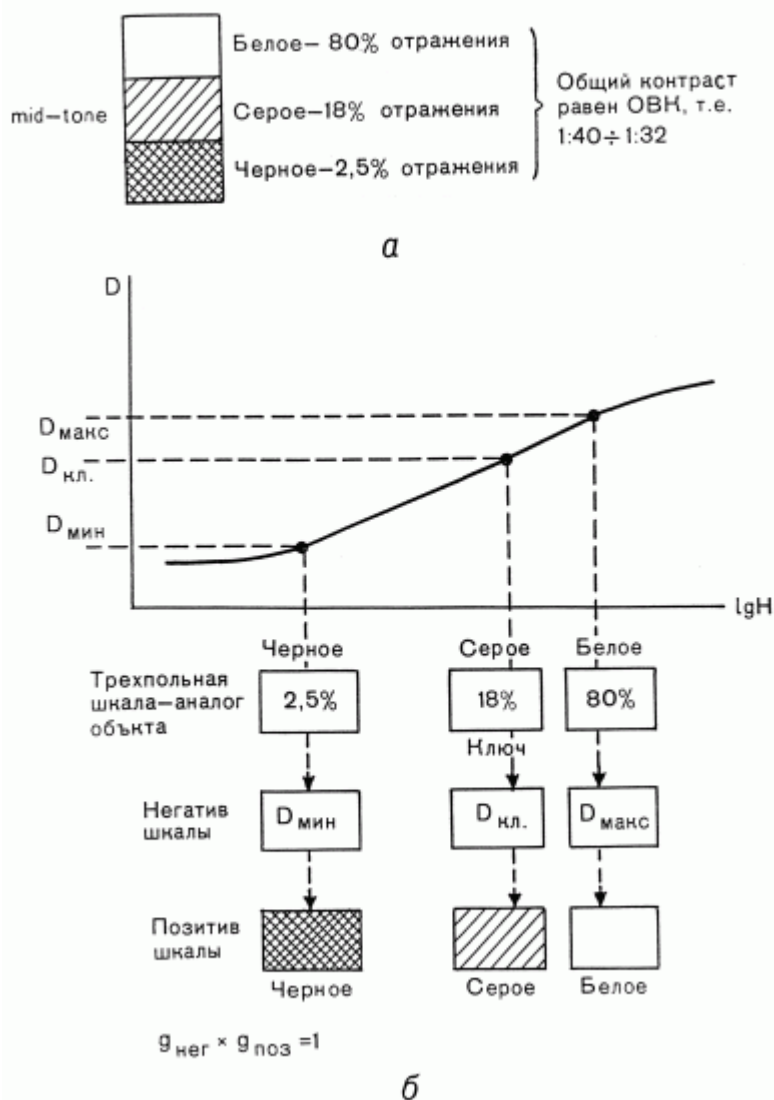 Белое– 80% отражения
mid-tone
Серое–18% отражения
Черное–2,5% отражения
Общий контраст
равен ОВК, т.е.
1:40÷1:32
а
D
Dмакс
Dкл.
Dмин
lgH
Черное
Серое
Белое
Трехпольная
шкала–аналог
объкта
2,5%
18%
80%
Ключ
Негатив
шкалы
Dмин
Dкл.
Dмакс
Позитив
шкалы
Черное
Серое
Белое
gнег × gпоз =1
б